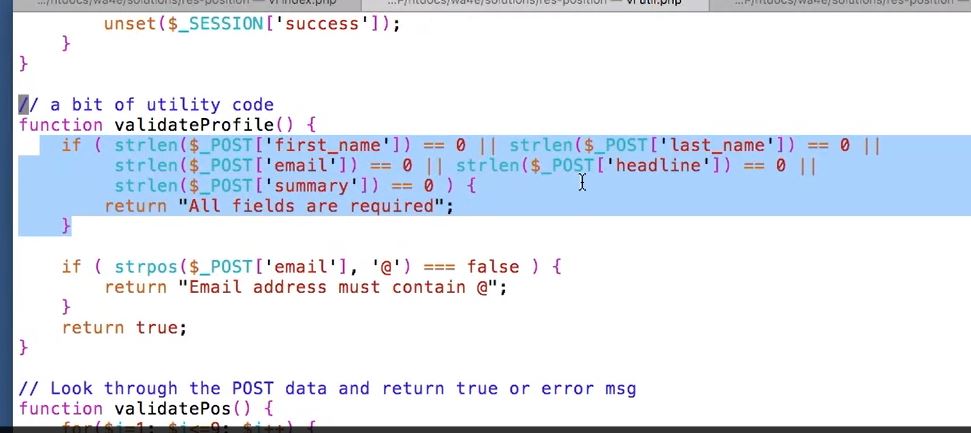 …/htdocs/wa4e/solutions/res-position — vi index.php …F/htdocs/wa4e/solutions/res-position — vi util.php …F/htdocs/wa4e/solutions/res-position
unset($_SESSION['success']);
}
}
// a bit of utility code
function validateProfile() {
if ( strlen($_POST['first_name']) == 0 || strlen($_POST['last_name']) == 0 ||
strlen($_POST['email']) == 0 || strlen($_POST['headline']) == 0 ||
strlen($_POST['summary']) == 0 ) {
return "All fields are required";
}
if ( strpos($_POST['email'], '@') === false ) {
return "Email address must contain @";
}
return true;
}
// Look through the POST data and return true or error msg
function validatePos() {
for($i=1; $i<=9; $i++) {